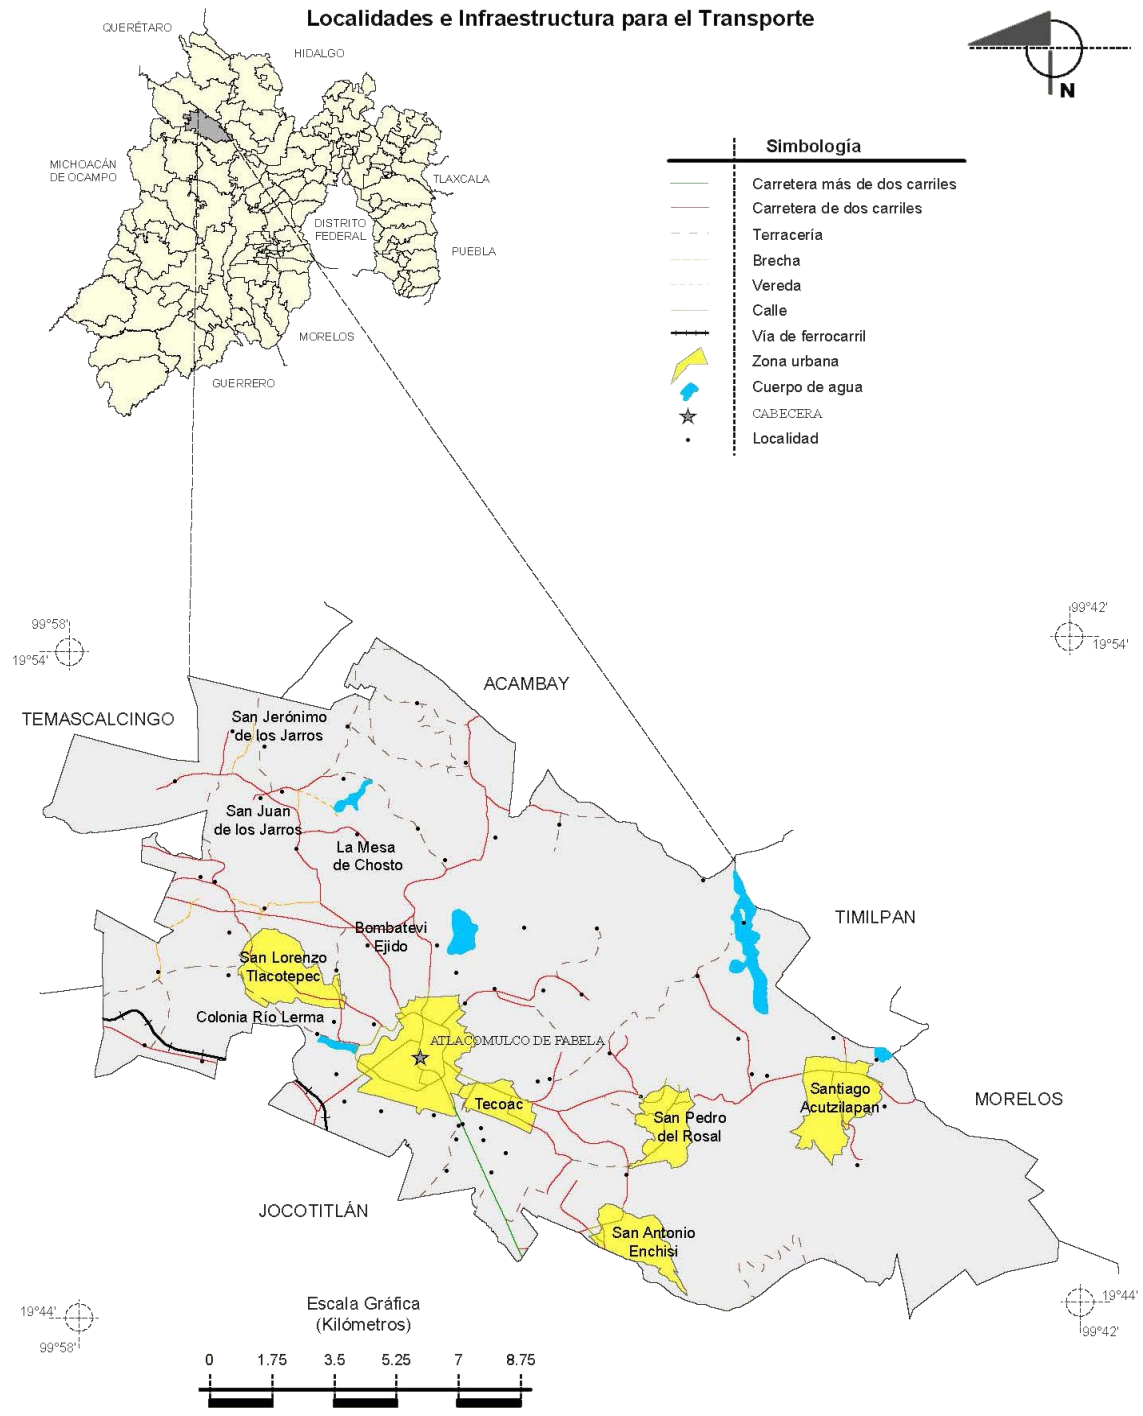 Localidades e Infraestructura para el Transporte
QUERÉTARO
HIDALGO
MICHOACÁN
DE OCAMPO
TLAXCALA
DISTRITO
FEDERAL
PUEBLA
MORELOS
GUERRERO
N
Simbología
Carretera más de dos carriles
Carretera de dos carriles
Terracería
Brecha
Vereda
Calle
Vía de ferrocarril
Zona urbana
Cuerpo de agua
CABECERA
Localidad
99°58'
19°54'
99°42'
19°54'
ACAMBAY
TEMASCALCINGO
San Jerónimo
de los Jarros
San Juan
de los Jarros
La Mesa
de Chosto
Bombatevi
Ejido
TIMILPAN
San Lorenzo
Tlacotepec
Colonia Río Lerma
ATLACOMULCO DE FABELA
Tecoac
San Pedro
del Rosal
Santiago
Acutzilapan
MORELOS
JOCOTITLÁN
San Antonio
Enchisi
19°44'
99°58'
19°44'
99°42'
Escala Gráfica
(Kilómetros)
0 1.75 3.5 5.25 7 8.75